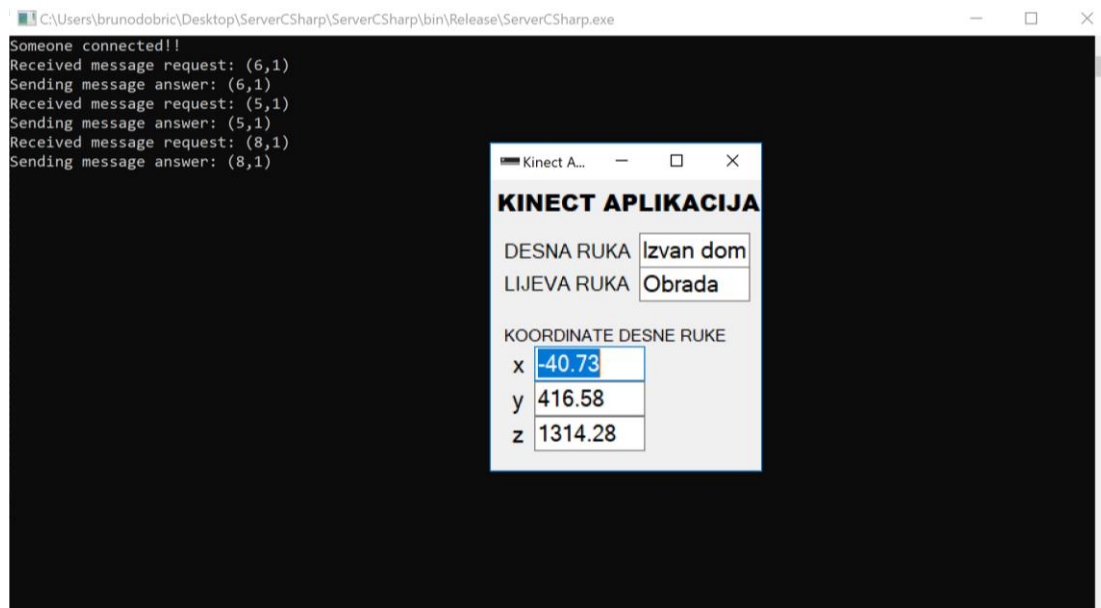 C:\Users\brunodobric\Desktop\ServerCSharp\ServerCSharp\bin\Release\ServerCSharp.exe
Someone connected!!
Received message request: (6,1)
Sending message answer: (6,1)
Received message request: (5,1)
Sending message answer: (5,1)
Received message request: (8,1)
Sending message answer: (8,1)
Kinect A...
KINECT APLIKACIJA
DESNA RUKA Izvan dom
LIJEVA RUKA Obrada
KOORDINATE DESNE RUKE
x -40.73
y 416.58
z 1314.28